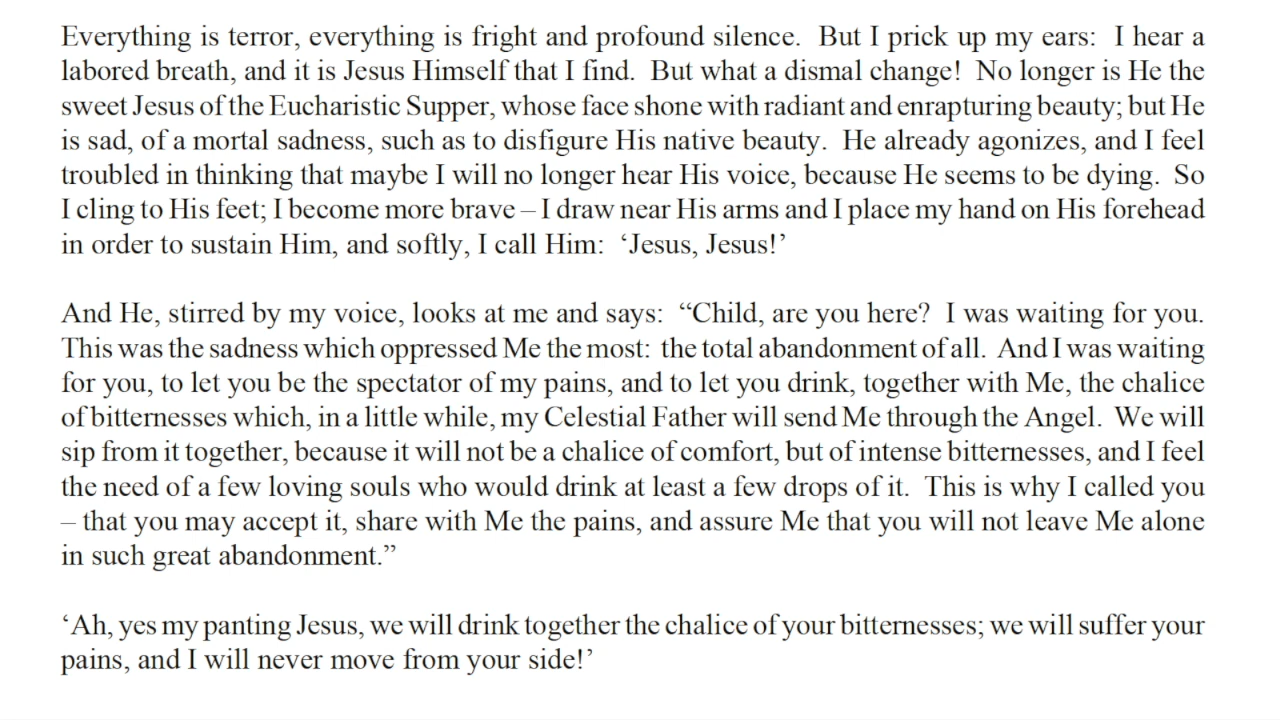 Everything is terror, everything is fright and profound silence.  But I prick up my ears:  I hear a
labored breath, and it is Jesus Himself that I find.  But what a dismal change!  No longer is He the
sweet Jesus of the Eucharistic Supper, whose face shone with radiant and enrapturing beauty; but He
is sad, of a mortal sadness, such as to disfigure His native beauty.  He already agonizes, and I feel
troubled in thinking that maybe I will no longer hear His voice, because He seems to be dying.  So
I cling to His feet; I become more brave – I draw near His arms and I place my hand on His forehead
in order to sustain Him, and softly, I call Him:  ‘Jesus, Jesus!’

And He, stirred by my voice, looks at me and says:  “Child, are you here?  I was waiting for you.
This was the sadness which oppressed Me the most:  the total abandonment of all.  And I was waiting
for you, to let you be the spectator of my pains, and to let you drink, together with Me, the chalice
of bitternesses which, in a little while, my Celestial Father will send Me through the Angel.  We will
sip from it together, because it will not be a chalice of comfort, but of intense bitternesses, and I feel
the need of a few loving souls who would drink at least a few drops of it.  This is why I called you
– that you may accept it, share with Me the pains, and assure Me that you will not leave Me alone
in such great abandonment.”

‘Ah, yes my panting Jesus, we will drink together the chalice of your bitternesses; we will suffer your
pains, and I will never move from your side!’